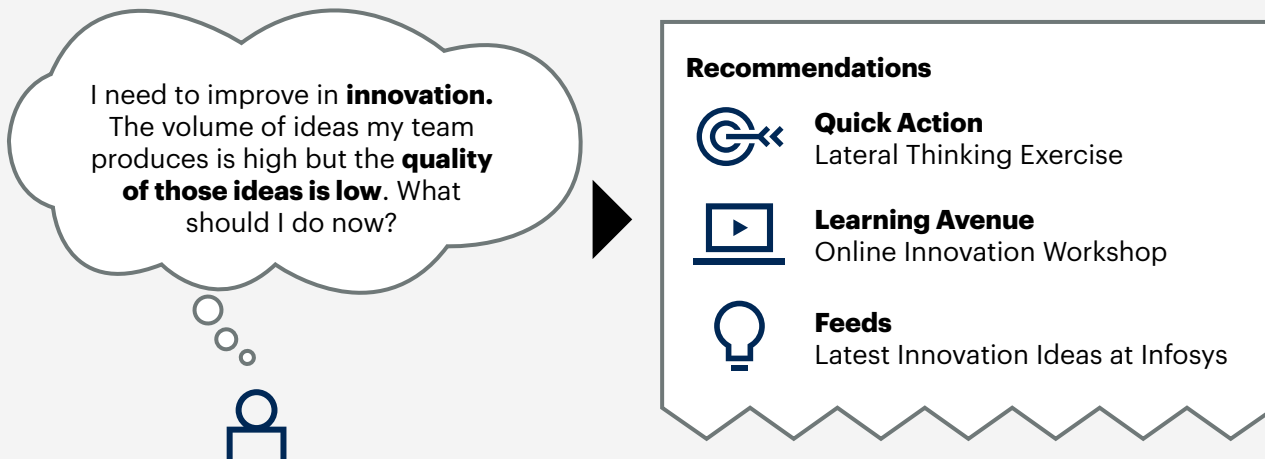 I need to improve in innovation.
The volume of ideas my team
produces is high but the quality
of those ideas is low. What
should I do now?
Recommendations
Quick Action
Lateral Thinking Exercise
Learning Avenue
Online Innovation Workshop
Feeds
Latest Innovation Ideas at Infosys